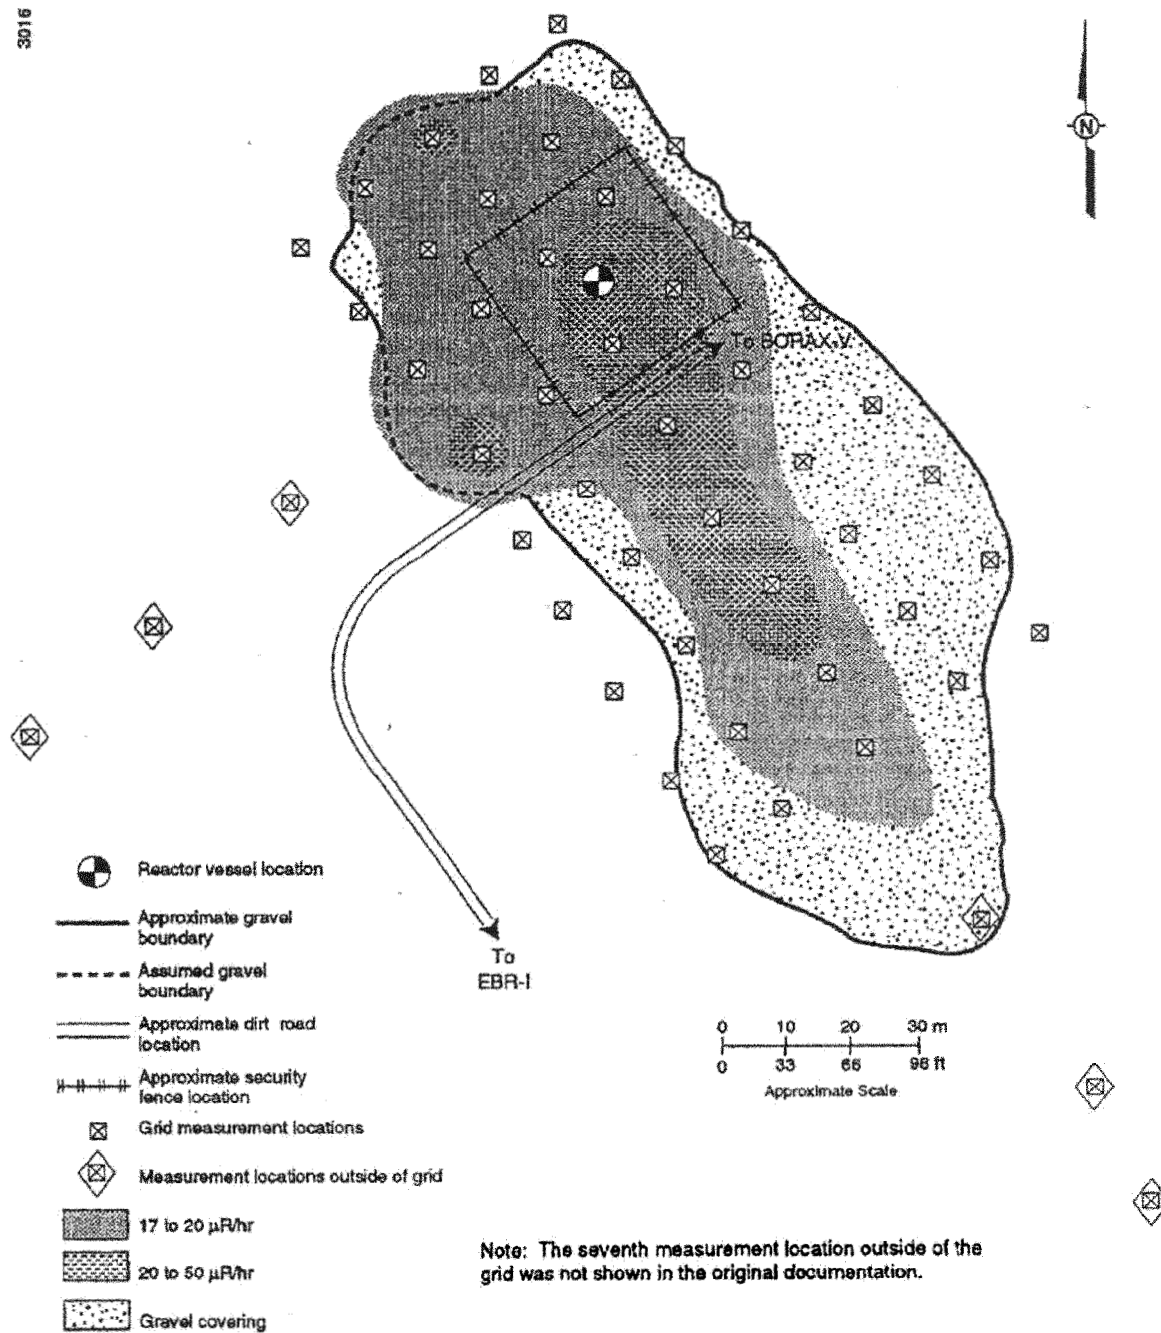 3016
N
To BORAX-V
To
EBR-I
Reactor vessel location
Approximate gravel
boundary
Assumed gravel
boundary
Approximate dirt road
location
Approximate security
fence location
Grid measurement locations
Measurement locations outside of grid
17 to 20 μR/hr
20 to 50 μR/hr
Gravel covering
0 10 20 30 m
0 33 66 98 ft
Approximate Scale
Note: The seventh measurement location outside of the
grid was not shown in the original documentation.